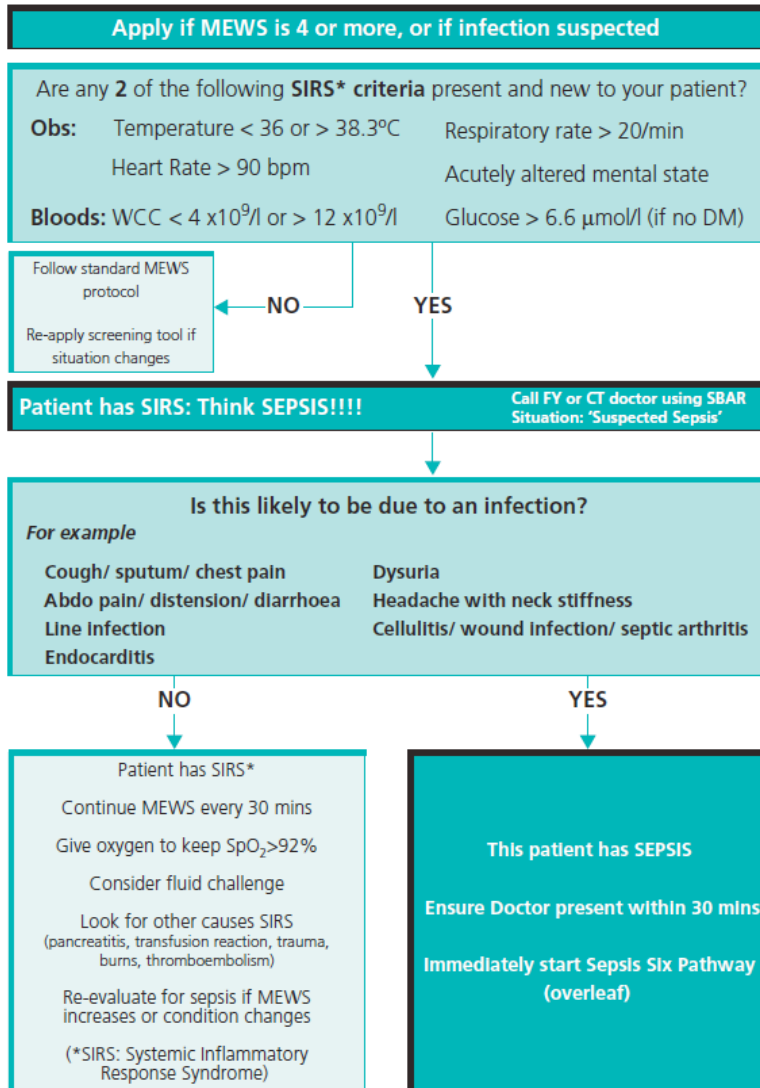 Apply if MEWS is 4 or more, or if infection suspected
Are any 2 of the following SIRS* criteria present and new to your patient?
Obs: Temperature < 36 or > 38.3ºC
Respiratory rate > 20/min
Heart Rate > 90 bpm
Acutely altered mental state
Bloods: WCC < 4 x10⁹/l or > 12 x10⁹/l
Glucose > 6.6 µmol/l (if no DM)
Follow standard MEWS
protocol
Re-apply screening tool if
situation changes
NO
YES
Patient has SIRS: Think SEPSIS!!!!
Call FY or CT doctor using SBAR
Situation: ‘Suspected Sepsis’
Is this likely to be due to an infection?
For example
Cough/ sputum/ chest pain
Abdo pain/ distension/ diarrhoea
Line infection
Endocarditis
Dysuria
Headache with neck stiffness
Cellulitis/ wound infection/ septic arthritis
NO
YES
Patient has SIRS*
Continue MEWS every 30 mins
Give oxygen to keep SpO₂>92%
Consider fluid challenge
Look for other causes SIRS
(pancreatitis, transfusion reaction, trauma,
burns, thromboembolism)
Re-evaluate for sepsis if MEWS
increases or condition changes
(*SIRS: Systemic Inflammatory
Response Syndrome)
This patient has SEPSIS
Ensure Doctor present within 30 mins
Immediately start Sepsis Six Pathway
(overleaf)